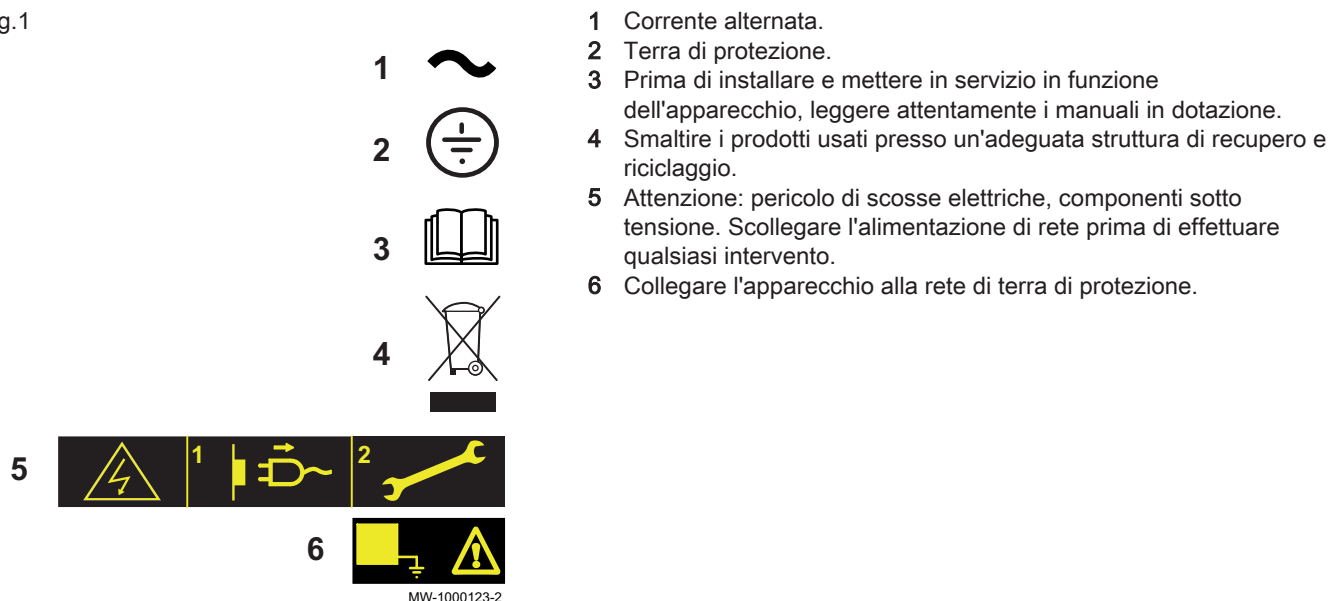 g.1
1
2
3
4
5
1
2
6
MW-1000123-2
1 Corrente alternata.
2 Terra di protezione.
3 Prima di installare e mettere in servizio in funzione
dell'apparecchio, leggere attentamente i manuali in dotazione.
4 Smaltire i prodotti usati presso un'adeguata struttura di recupero e
riciclaggio.
5 Attenzione: pericolo di scosse elettriche, componenti sotto
tensione. Scollegare l'alimentazione di rete prima di effettuare
qualsiasi intervento.
6 Collegare l'apparecchio alla rete di terra di protezione.